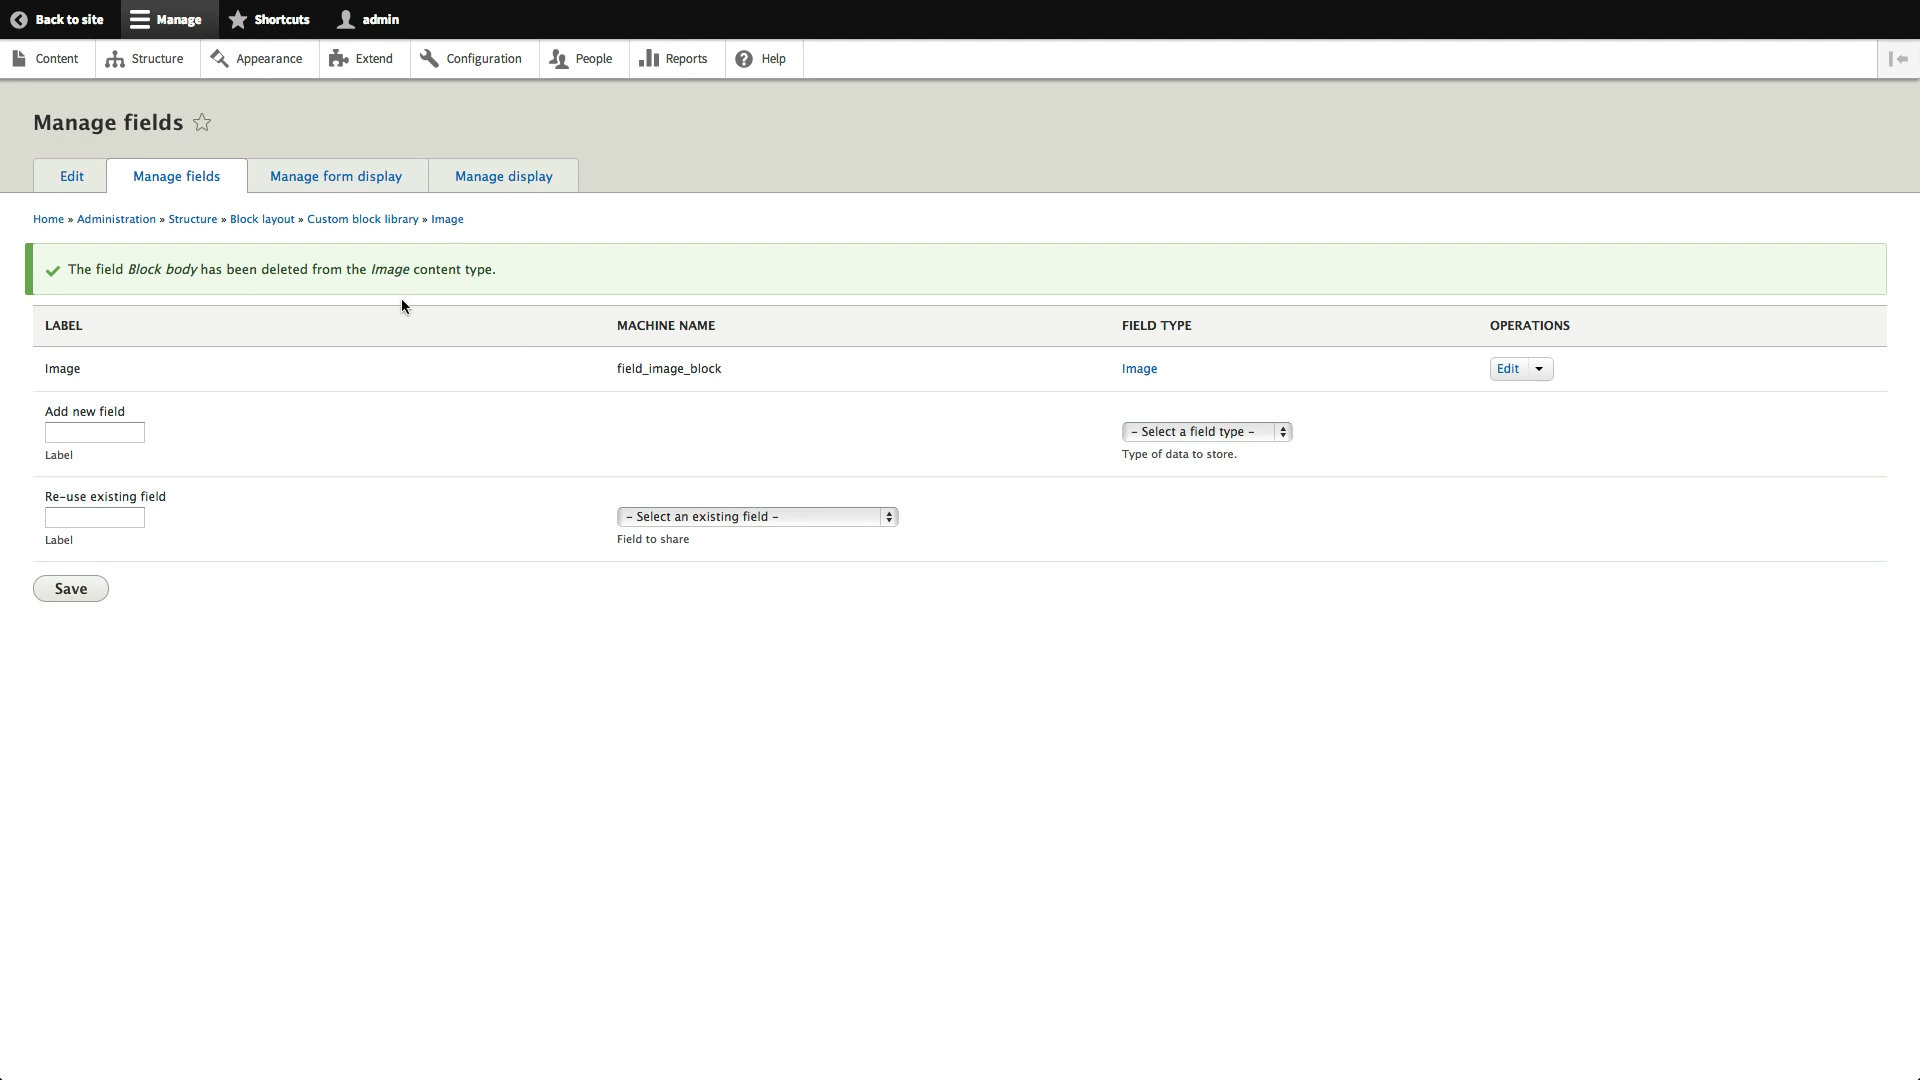 Back to site Manage Shortcuts admin
Content Structure Appearance Extend Configuration People Reports Help
Manage fields
Edit Manage fields Manage form display Manage display
Home » Administration » Structure » Block layout » Custom block library » Image
The field Block body has been deleted from the Image content type.
LABEL MACHINE NAME FIELD TYPE OPERATIONS
Image field_image_block Image Edit
Add new field
- Select a field type -
Label Type of data to store.
Re-use existing field
- Select an existing field -
Label Field to share
Save